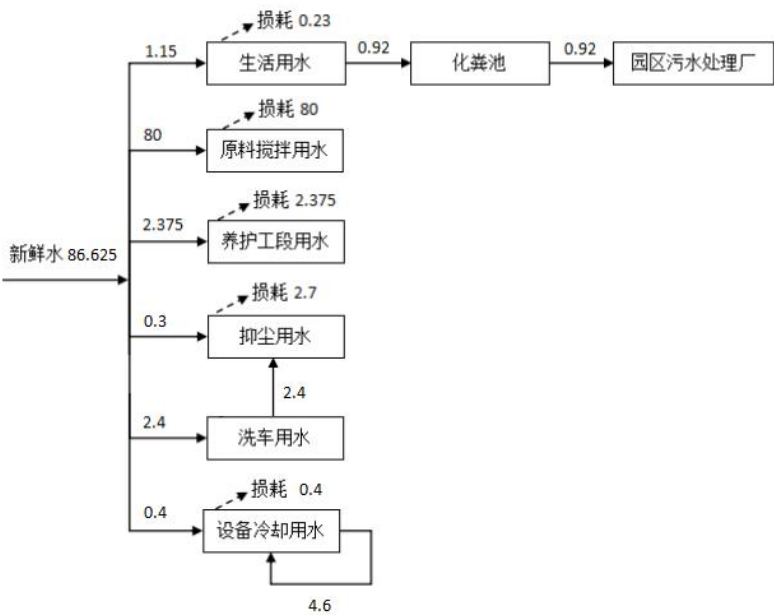 损耗 0.23
1.15
生活用水
0.92
化粪池
0.92
园区污水处理厂
损耗 80
80
原料搅拌用水
损耗 2.375
2.375
养护工段用水
新鲜水 86.625
损耗 2.7
0.3
抑尘用水
2.4
2.4
洗车用水
损耗 0.4
0.4
设备冷却用水
4.6